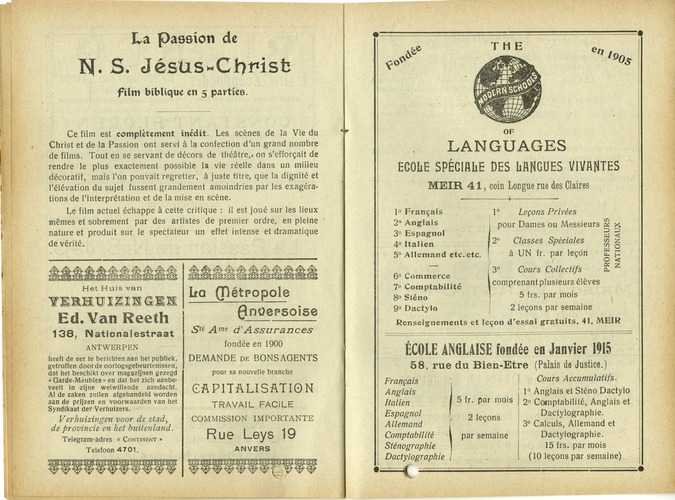 La Passion de
N. S. Jésus-Christ
Film biblique en 5 parties.
Ce film est complètement inédit. Les scènes de la Vie du
Christ et de la Passion ont servi à la confection d'un grand nombre
de films. Tout en se servant de décors de théâtre, on s'efforçait de
rendre le plus exactement possible la vie réelle dans un milieu
décoratif, mais l'on pouvait regretter, à juste titre, que la dignité et
l'élévation du sujet fussent grandement amoindries par les exagéra-
tions de l'interprétation et de la mise en scène.
Le film actuel échappe à cette critique : il est joué sur les lieux
mêmes et sobrement par des artistes de premier ordre, en pleine
nature et produit sur le spectateur un effet intense et dramatique
de vérité.
Het Huis van
VERHUIZINGEN
Ed. Van Reeth
138, Nationalestraat
ANTWERPEN
heeft de eer te berichten aan het publiek,
getroffen door de oorlogsgebeurtenissen,
dat het beschikt over magazijnen gezegd
« Garde-Meubles » en dat het zich aanbe-
veelt in zijne welwillende aandacht.
Al de zaken zullen afgehandeld worden
aan de prijzen en voorwaarden van het
Syndikaat der Verhuizers.
Verhuizingen voor de stad,
de provincie en het buitenland.
Telegram-adres « CONTINENT »
Telefoon 4701.
La Métropole
Anversoise
Sté Ame d'Assurances
fondée en 1900
DEMANDE DE BONS AGENTS
pour sa nouvelle branche
CAPITALISATION
TRAVAIL FACILE
COMMISSION IMPORTANTE
Rue Leys 19
ANVERS
Fondée en 1905
THE
MODERN SCHOOLS
OF
LANGUAGES
ECOLE SPÉCIALE DES LANGUES VIVANTES
MEIR 41, coin Longue rue des Claires
1o Français
2o Anglais
3o Espagnol
4o Italien
5o Allemand etc. etc.
6o Commerce
7o Comptabilité
8o Sténo
9o Dactylo
1o Leçons Privées
pour Dames ou Messieurs
2o Classes Spéciales
à UN fr. par leçon
3o Cours Collectifs
comprenant plusieurs élèves
5 frs. par mois
2 leçons par semaine
PROFESSEURS
NATIONAUX
Renseignements et leçon d'essai gratuits, 41, MEIR
ÉCOLE ANGLAISE fondée en Janvier 1915
58, rue du Bien-Etre (Palais de Justice.)
Français
Anglais
Italien
Espagnol
Allemand
Comptabilité
Sténographie
Dactylographie
5 fr. par mois
2 leçons
par semaine
Cours Accumulatifs.
1o Anglais et Sténo Dactylo
2o Comptabilité, Anglais et
Dactylographie.
3o Calculs, Allemand et
Dactylographie.
15 frs. par mois
(10 leçons par semaine)